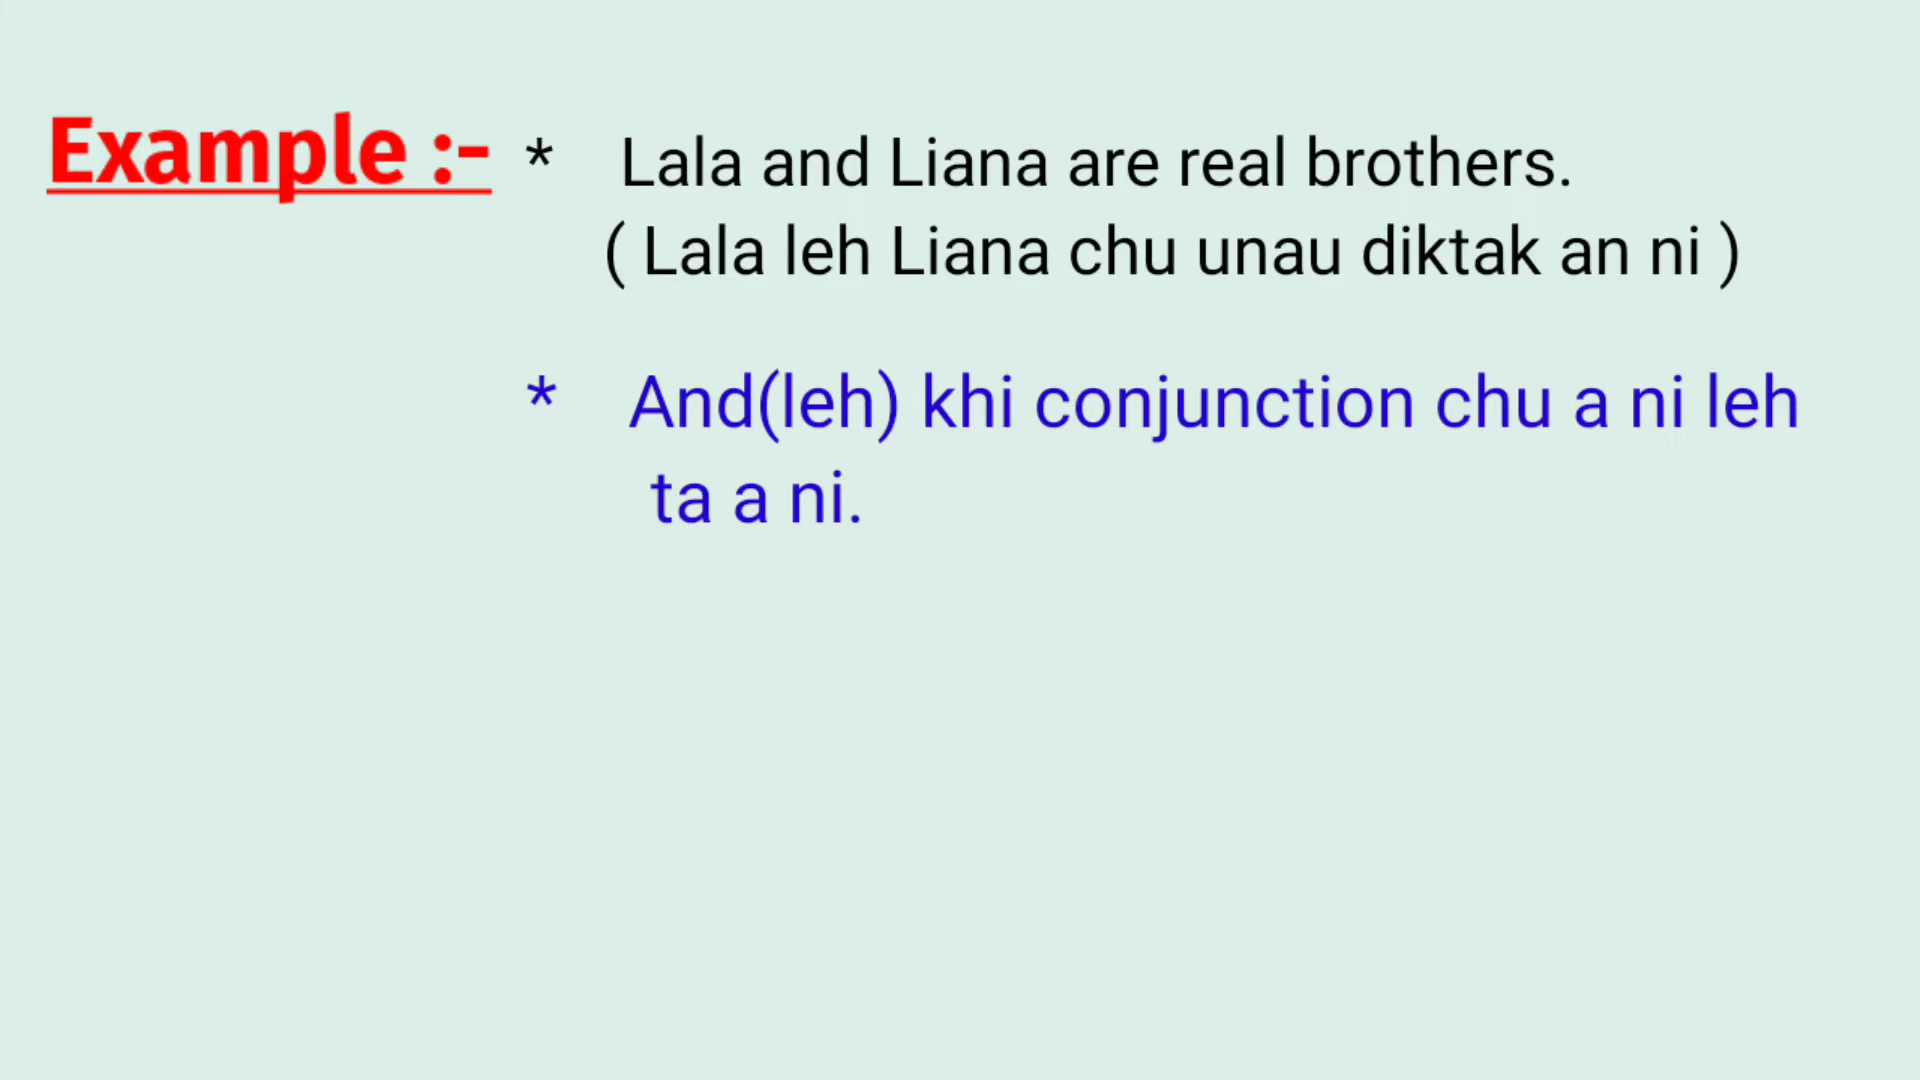 Example :- * Lala and Liana are real brothers.
( Lala leh Liana chu unau diktak an ni )
* And(leh) khi conjunction chu a ni leh
ta a ni.